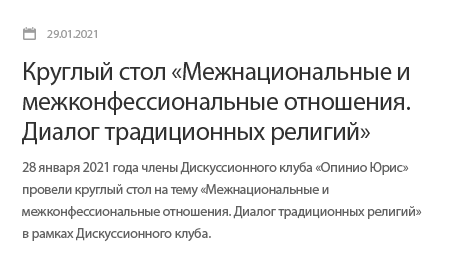 29.01.2021
Круглый стол «Межнациональные и
межконфессиональные отношения.
Диалог традиционных религий»
28 января 2021 года члены Дискуссионного клуба «Опинио Юрис»
провели круглый стол на тему «Межнациональные и
межконфессиональные отношения. Диалог традиционных религий»
в рамках Дискуссионного клуба.